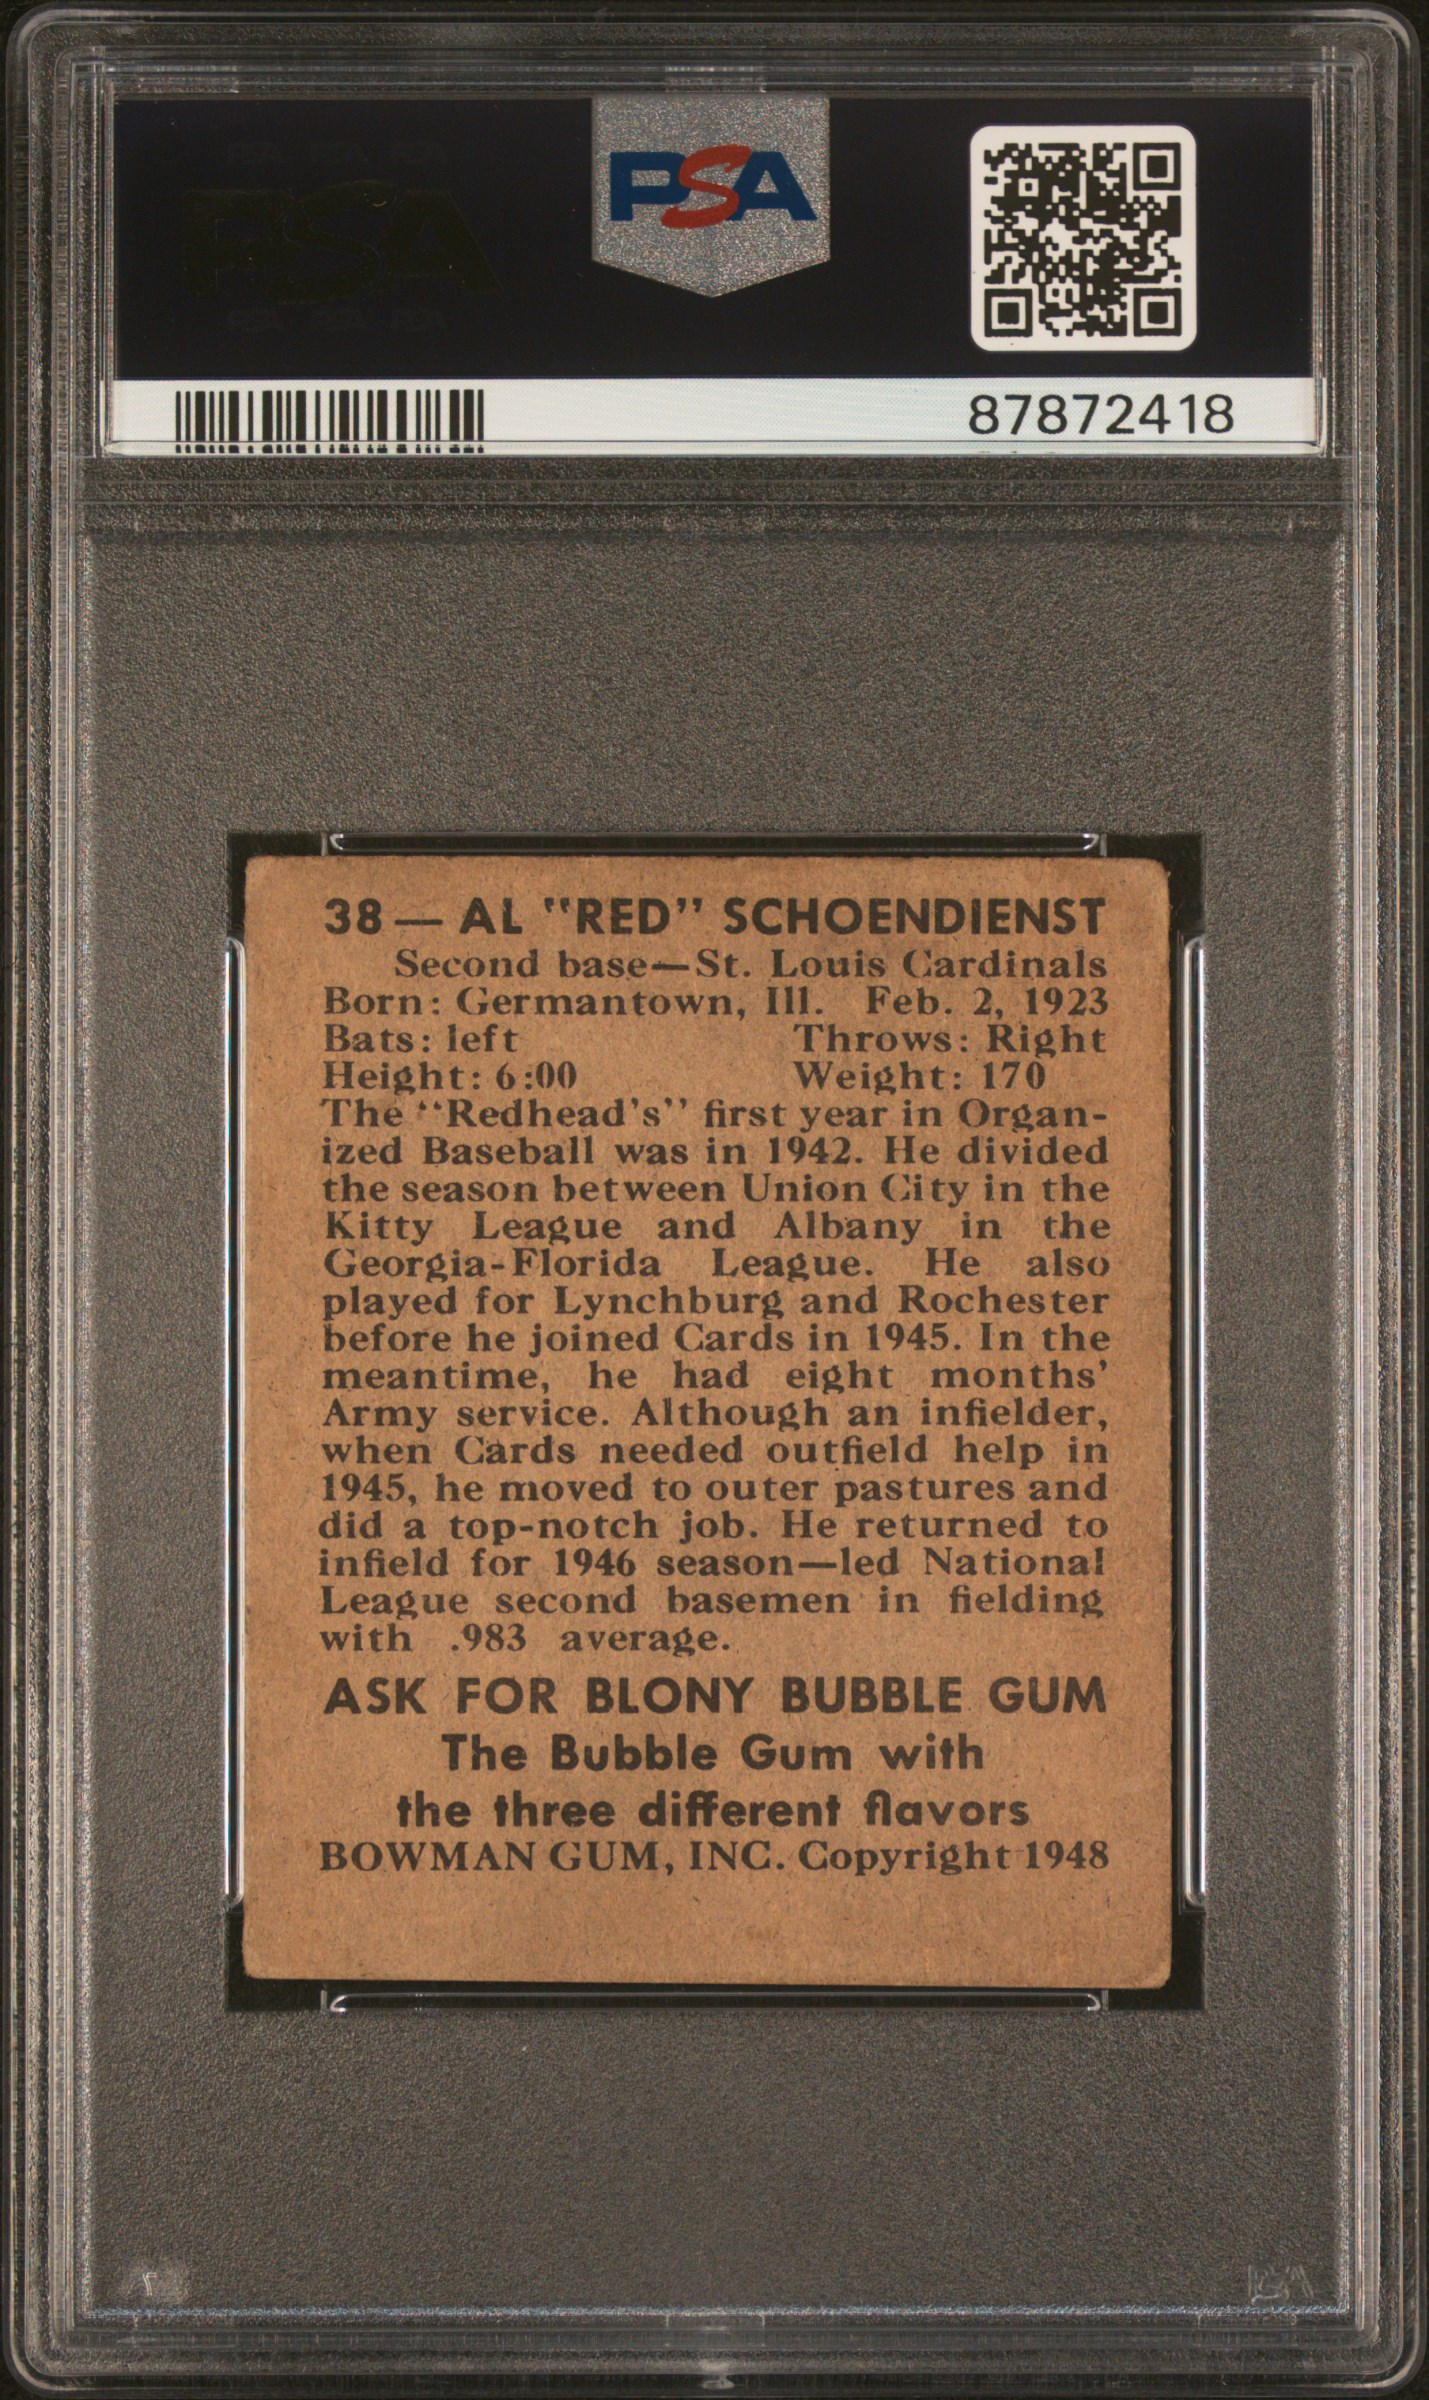 PSA
87872418
38 — AL "RED" SCHOENDIENST
Second base—St. Louis Cardinals
Born: Germantown, Ill. Feb. 2, 1923
Bats: left Throws: Right
Height: 6:00 Weight: 170
The "Redhead's" first year in Organ-
ized Baseball was in 1942. He divided
the season between Union City in the
Kitty League and Albany in the
Georgia-Florida League. He also
played for Lynchburg and Rochester
before he joined Cards in 1945. In the
meantime, he had eight months'
Army service. Although an infielder,
when Cards needed outfield help in
1945, he moved to outer pastures and
did a top-notch job. He returned to
infield for 1946 season—led National
League second basemen in fielding
with .983 average.
ASK FOR BLONY BUBBLE GUM
The Bubble Gum with
the three different flavors
BOWMAN GUM, INC. Copyright 1948